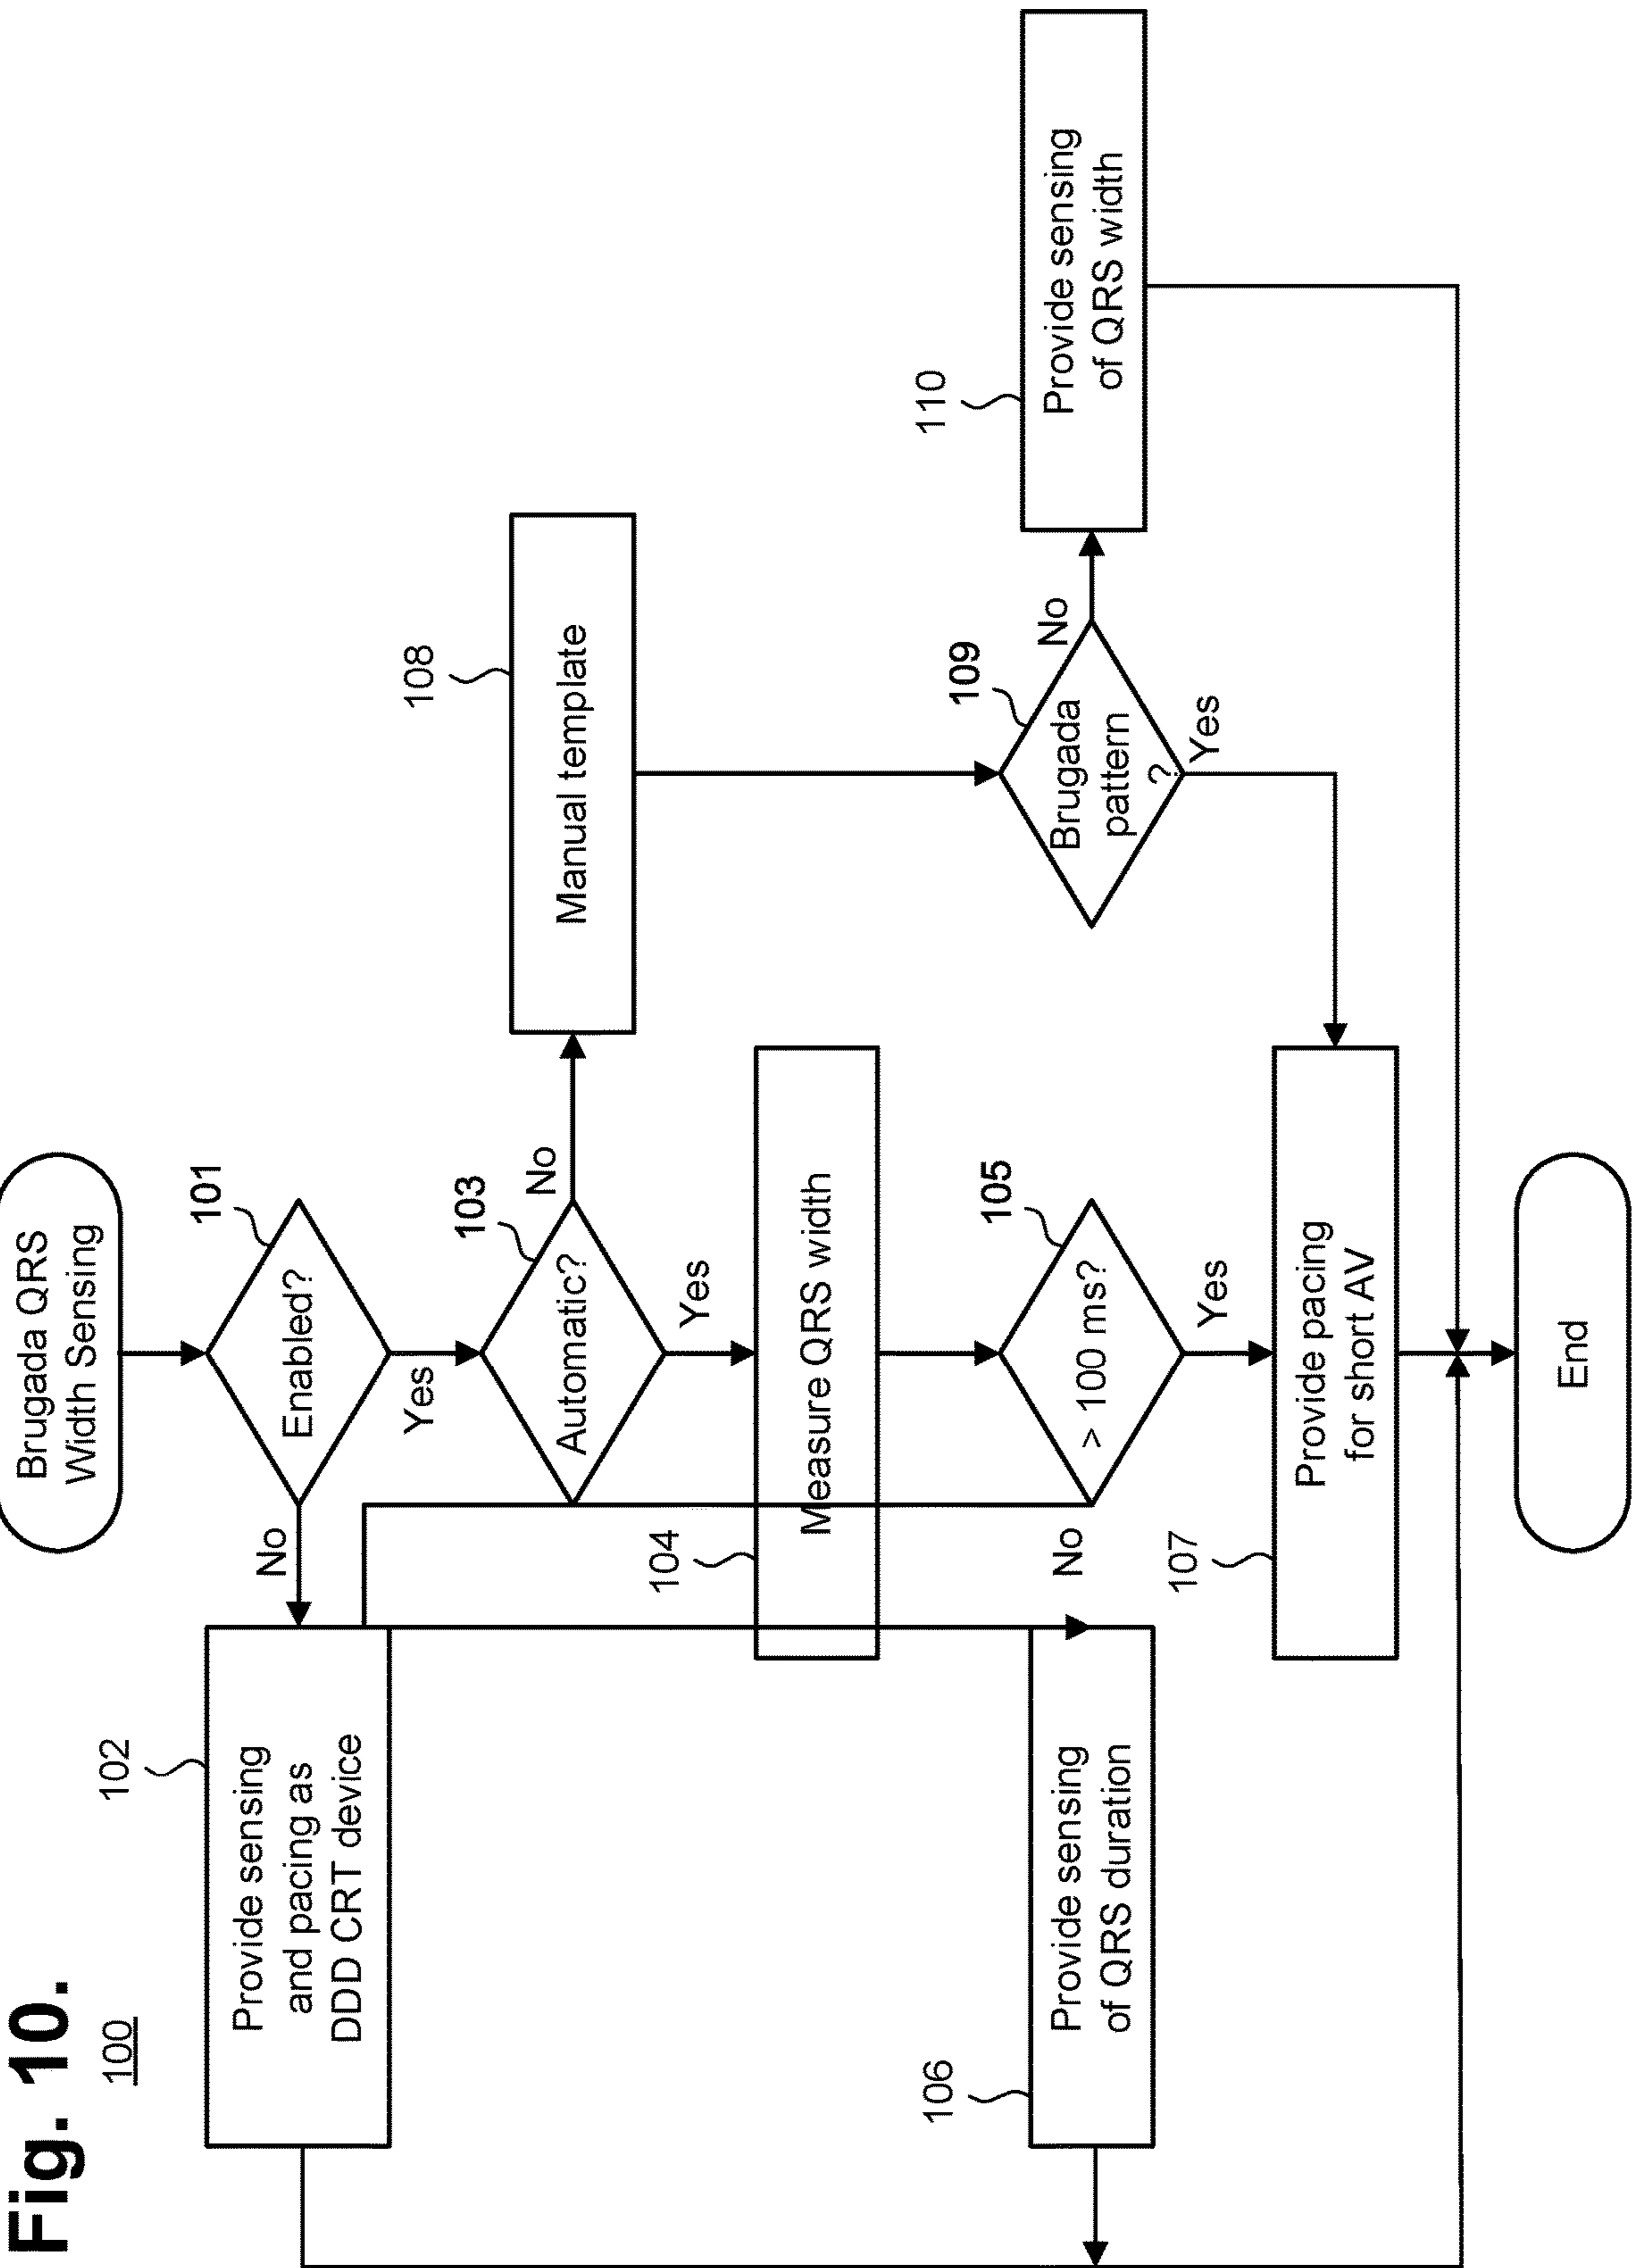 Fig. 10.
100
Brugada QRS
Width Sensing
101
Enabled?
No
Yes
102
Provide sensing
and pacing as
DDD CRT device
103
Automatic?
No
Yes
108
Manual template
104
Measure QRS width
105
> 100 ms?
No
Yes
109
Brugada
pattern
?
No
Yes
110
Provide sensing
of QRS width
106
Provide sensing
of QRS duration
107
Provide pacing
for short AV
End